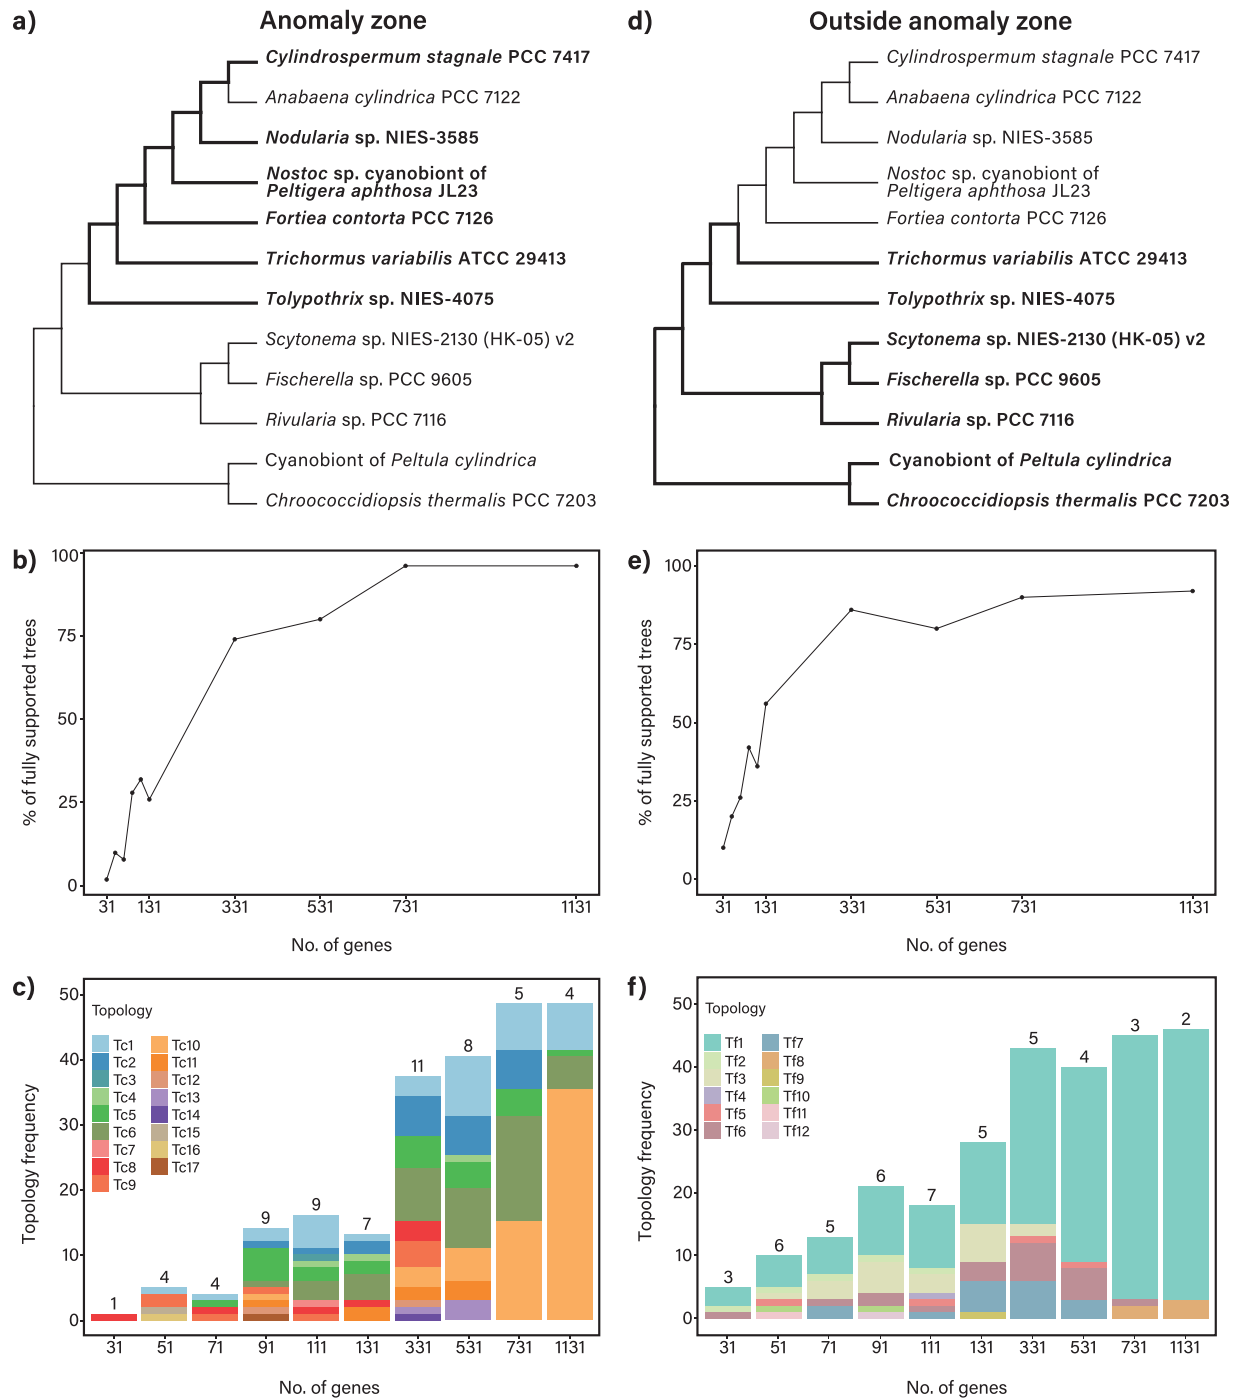 a)
Anomaly zone
Cylindrospermum stagnale PCC 7417
Anabaena cylindrica PCC 7122
Nodularia sp. NIES-3585
Nostoc sp. cyanobiont of
Peltigera aphthosa JL23
Fortiea contorta PCC 7126
Trichormus variabilis ATCC 29413
Tolypothrix sp. NIES-4075
Scytonema sp. NIES-2130 (HK-05) v2
Fischerella sp. PCC 9605
Rivularia sp. PCC 7116
Cyanobiont of Peltula cylindrica
Chroococcidiopsis thermalis PCC 7203
d)
Outside anomaly zone
Cylindrospermum stagnale PCC 7417
Anabaena cylindrica PCC 7122
Nodularia sp. NIES-3585
Nostoc sp. cyanobiont of
Peltigera aphthosa JL23
Fortiea contorta PCC 7126
Trichormus variabilis ATCC 29413
Tolypothrix sp. NIES-4075
Scytonema sp. NIES-2130 (HK-05) v2
Fischerella sp. PCC 9605
Rivularia sp. PCC 7116
Cyanobiont of Peltula cylindrica
Chroococcidiopsis thermalis PCC 7203
b)
% of fully supported trees
100
75
50
25
0
31 131 331 531 731 1131
No. of genes
e)
% of fully supported trees
100
75
50
25
0
31 131 331 531 731 1131
No. of genes
c)
Topology frequency
50
40
30
20
10
0
Topology
Tc1
Tc2
Tc3
Tc4
Tc5
Tc6
Tc7
Tc8
Tc9
Tc10
Tc11
Tc12
Tc13
Tc14
Tc15
Tc16
Tc17
1 4 4 9 9 7 11 8 5 4
31 51 71 91 111 131 331 531 731 1131
No. of genes
f)
Topology frequency
50
40
30
20
10
0
Topology
Tf1
Tf2
Tf3
Tf4
Tf5
Tf6
Tf7
Tf8
Tf9
Tf10
Tf11
Tf12
3 6 5 6 7 5 5 4 3 2
31 51 71 91 111 131 331 531 731 1131
No. of genes